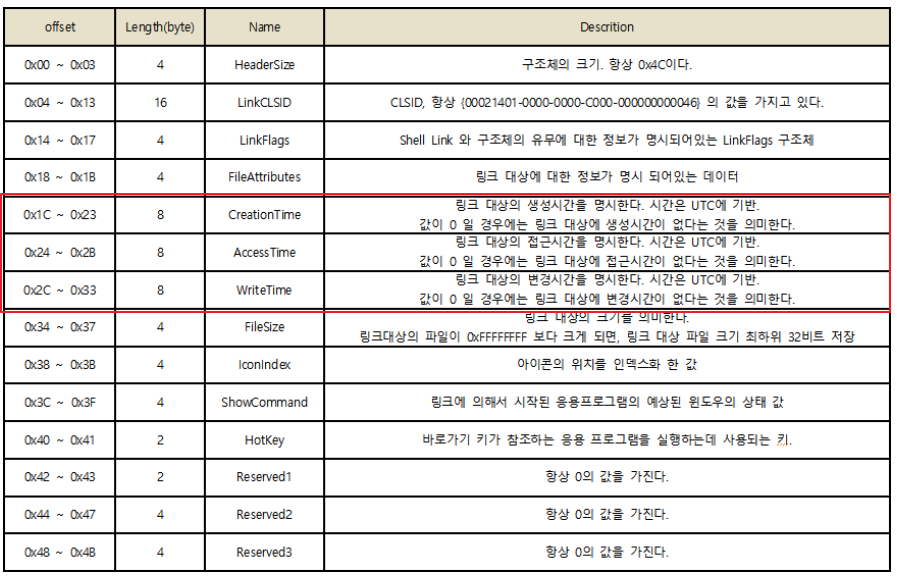 offset Length(byte) Name Descrition
0x00 ~ 0x03 4 HeaderSize 구조체의 크기. 항상 0x4C이다.
0x04 ~ 0x13 16 LinkCLSID CLSID, 항상 {00021401-0000-0000-C000-000000000046} 의 값을 가지고 있다.
0x14 ~ 0x17 4 LinkFlags Shell Link 와 구조체의 유무에 대한 정보가 명시되어있는 LinkFlags 구조체
0x18 ~ 0x1B 4 FileAttributes 링크 대상에 대한 정보가 명시 되어있는 데이터
0x1C ~ 0x23 8 CreationTime 링크 대상의 생성시간을 명시한다. 시간은 UTC에 기반.
값이 0 일 경우에는 링크 대상에 생성시간이 없다는 것을 의미한다.
0x24 ~ 0x2B 8 AccessTime 링크 대상의 접근시간을 명시한다. 시간은 UTC에 기반.
값이 0 일 경우에는 링크 대상에 접근시간이 없다는 것을 의미한다.
0x2C ~ 0x33 8 WriteTime 링크 대상의 변경시간을 명시한다. 시간은 UTC에 기반.
값이 0 일 경우에는 링크 대상에 변경시간이 없다는 것을 의미한다.
0x34 ~ 0x37 4 FileSize 링크 대상의 크기를 의미한다.
링크대상의 파일이 0xFFFFFFFF 보다 크게 되면, 링크 대상 파일 크기 최하위 32비트 저장
0x38 ~ 0x3B 4 IconIndex 아이콘의 위치를 인덱스화 한 값
0x3C ~ 0x3F 4 ShowCommand 링크에 의해서 시작된 응용프로그램의 예상된 윈도우의 상태 값
0x40 ~ 0x41 2 HotKey 바로가기 키가 참조하는 응용 프로그램을 실행하는데 사용되는 키.
0x42 ~ 0x43 2 Reserved1 항상 0의 값을 가진다.
0x44 ~ 0x47 4 Reserved2 항상 0의 값을 가진다.
0x48 ~ 0x4B 4 Reserved3 항상 0의 값을 가진다.